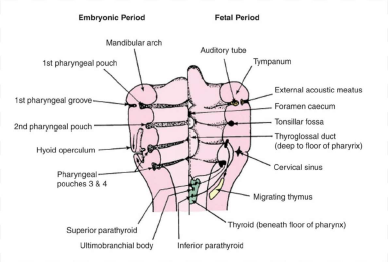 Embryonic Period
Fetal Period
Mandibular arch
1st pharyngeal pouch
1st pharyngeal groove
2nd pharyngeal pouch
Hyoid operculum
Pharyngeal
pouches 3 & 4
Superior parathyroid
Ultimobranchial body
Inferior parathyroid
Auditory tube
Tympanum
External acoustic meatus
Foramen caecum
Tonsillar fossa
Thyroglossal duct
(deep to floor of pharyrix)
Cervical sinus
Migrating thymus
Thyroid (beneath floor of pharynx)